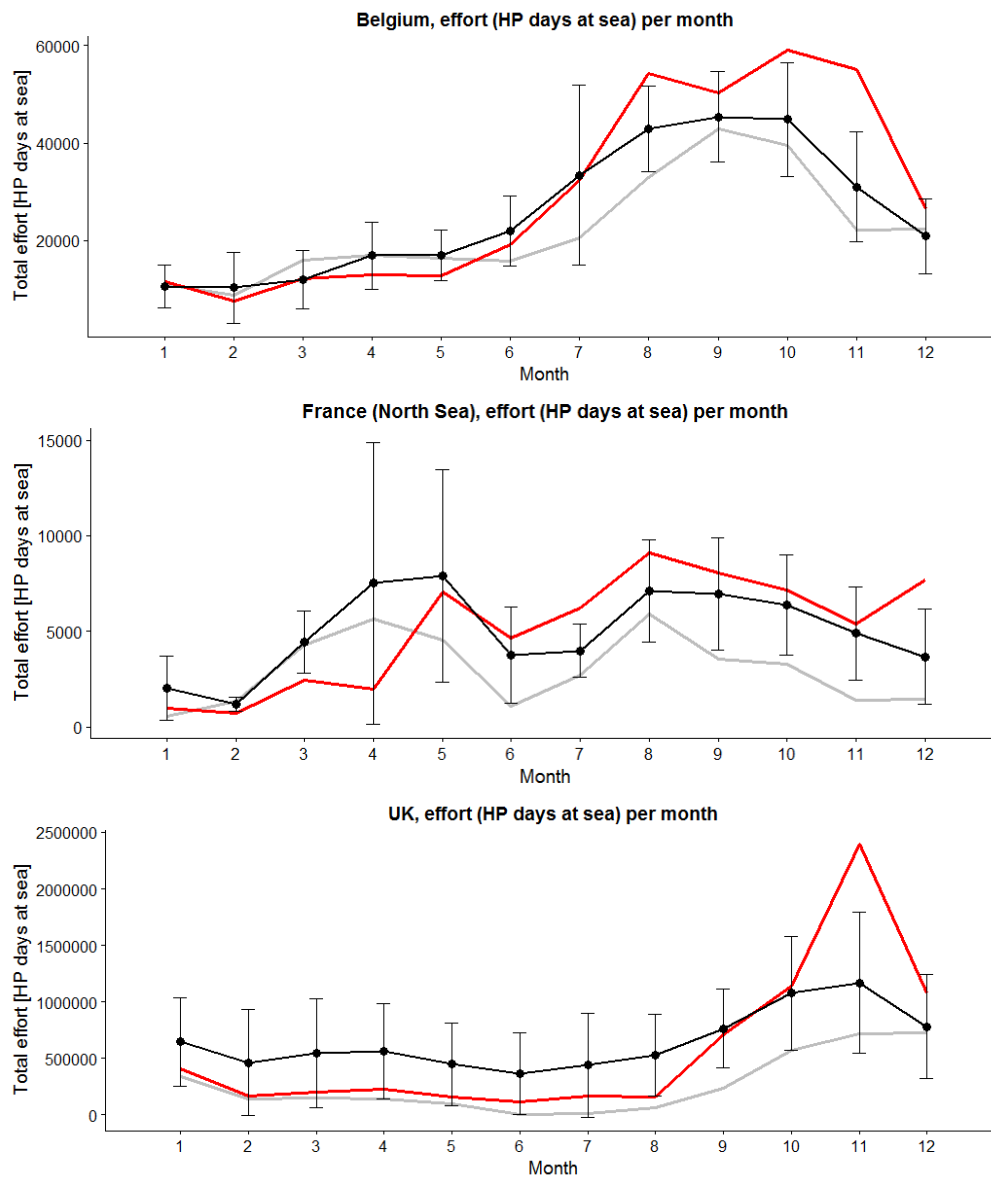 Belgium, effort (HP days at sea) per month
Total effort [HP days at sea]
60000
40000
20000
1 2 3 4 5 6 7 8 9 10 11 12
Month
France (North Sea), effort (HP days at sea) per month
Total effort [HP days at sea]
15000
10000
5000
0
1 2 3 4 5 6 7 8 9 10 11 12
Month
UK, effort (HP days at sea) per month
Total effort [HP days at sea]
2500000
2000000
1500000
1000000
500000
0
1 2 3 4 5 6 7 8 9 10 11 12
Month